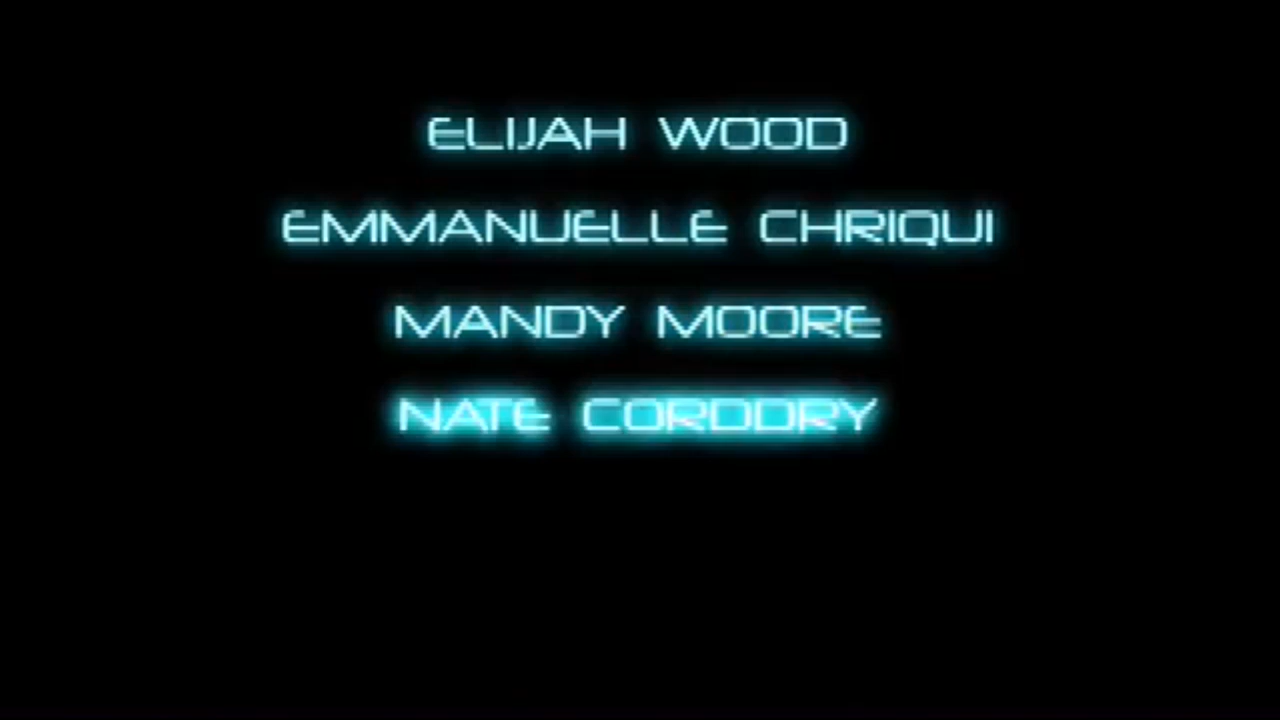 ELIJAH WOOD
EMMANUELLE CHRIQUI
MANDY MOORE
NATE CORDDRY